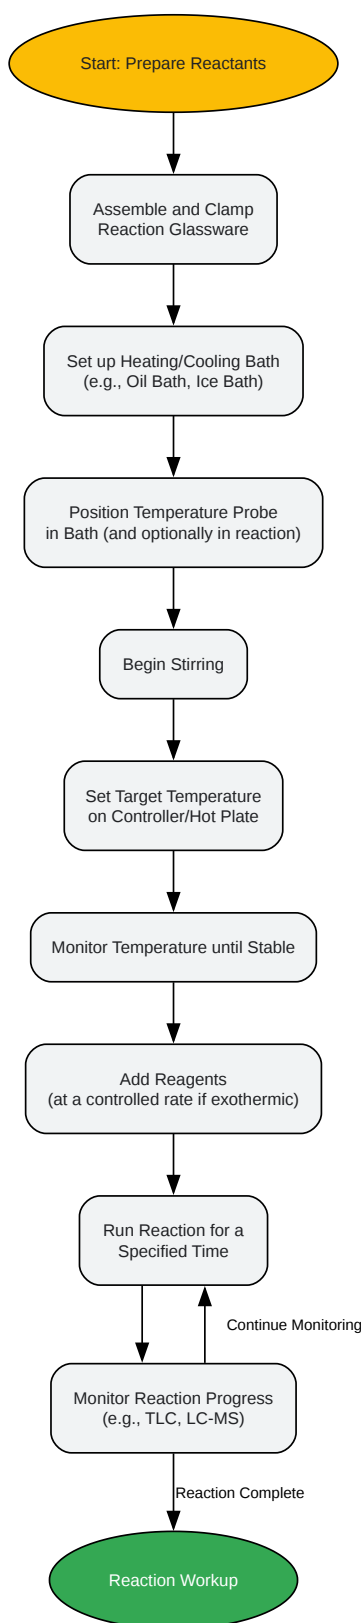 Start: Prepare Reactants
Assemble and Clamp
Reaction Glassware
Set up Heating/Cooling Bath
(e.g., Oil Bath, Ice Bath)
Position Temperature Probe
in Bath (and optionally in reaction)
Begin Stirring
Set Target Temperature
on Controller/Hot Plate
Monitor Temperature until Stable
Add Reagents
(at a controlled rate if exothermic)
Run Reaction for a
Specified Time
Continue Monitoring
Monitor Reaction Progress
(e.g., TLC, LC-MS)
Reaction Complete
Reaction Workup